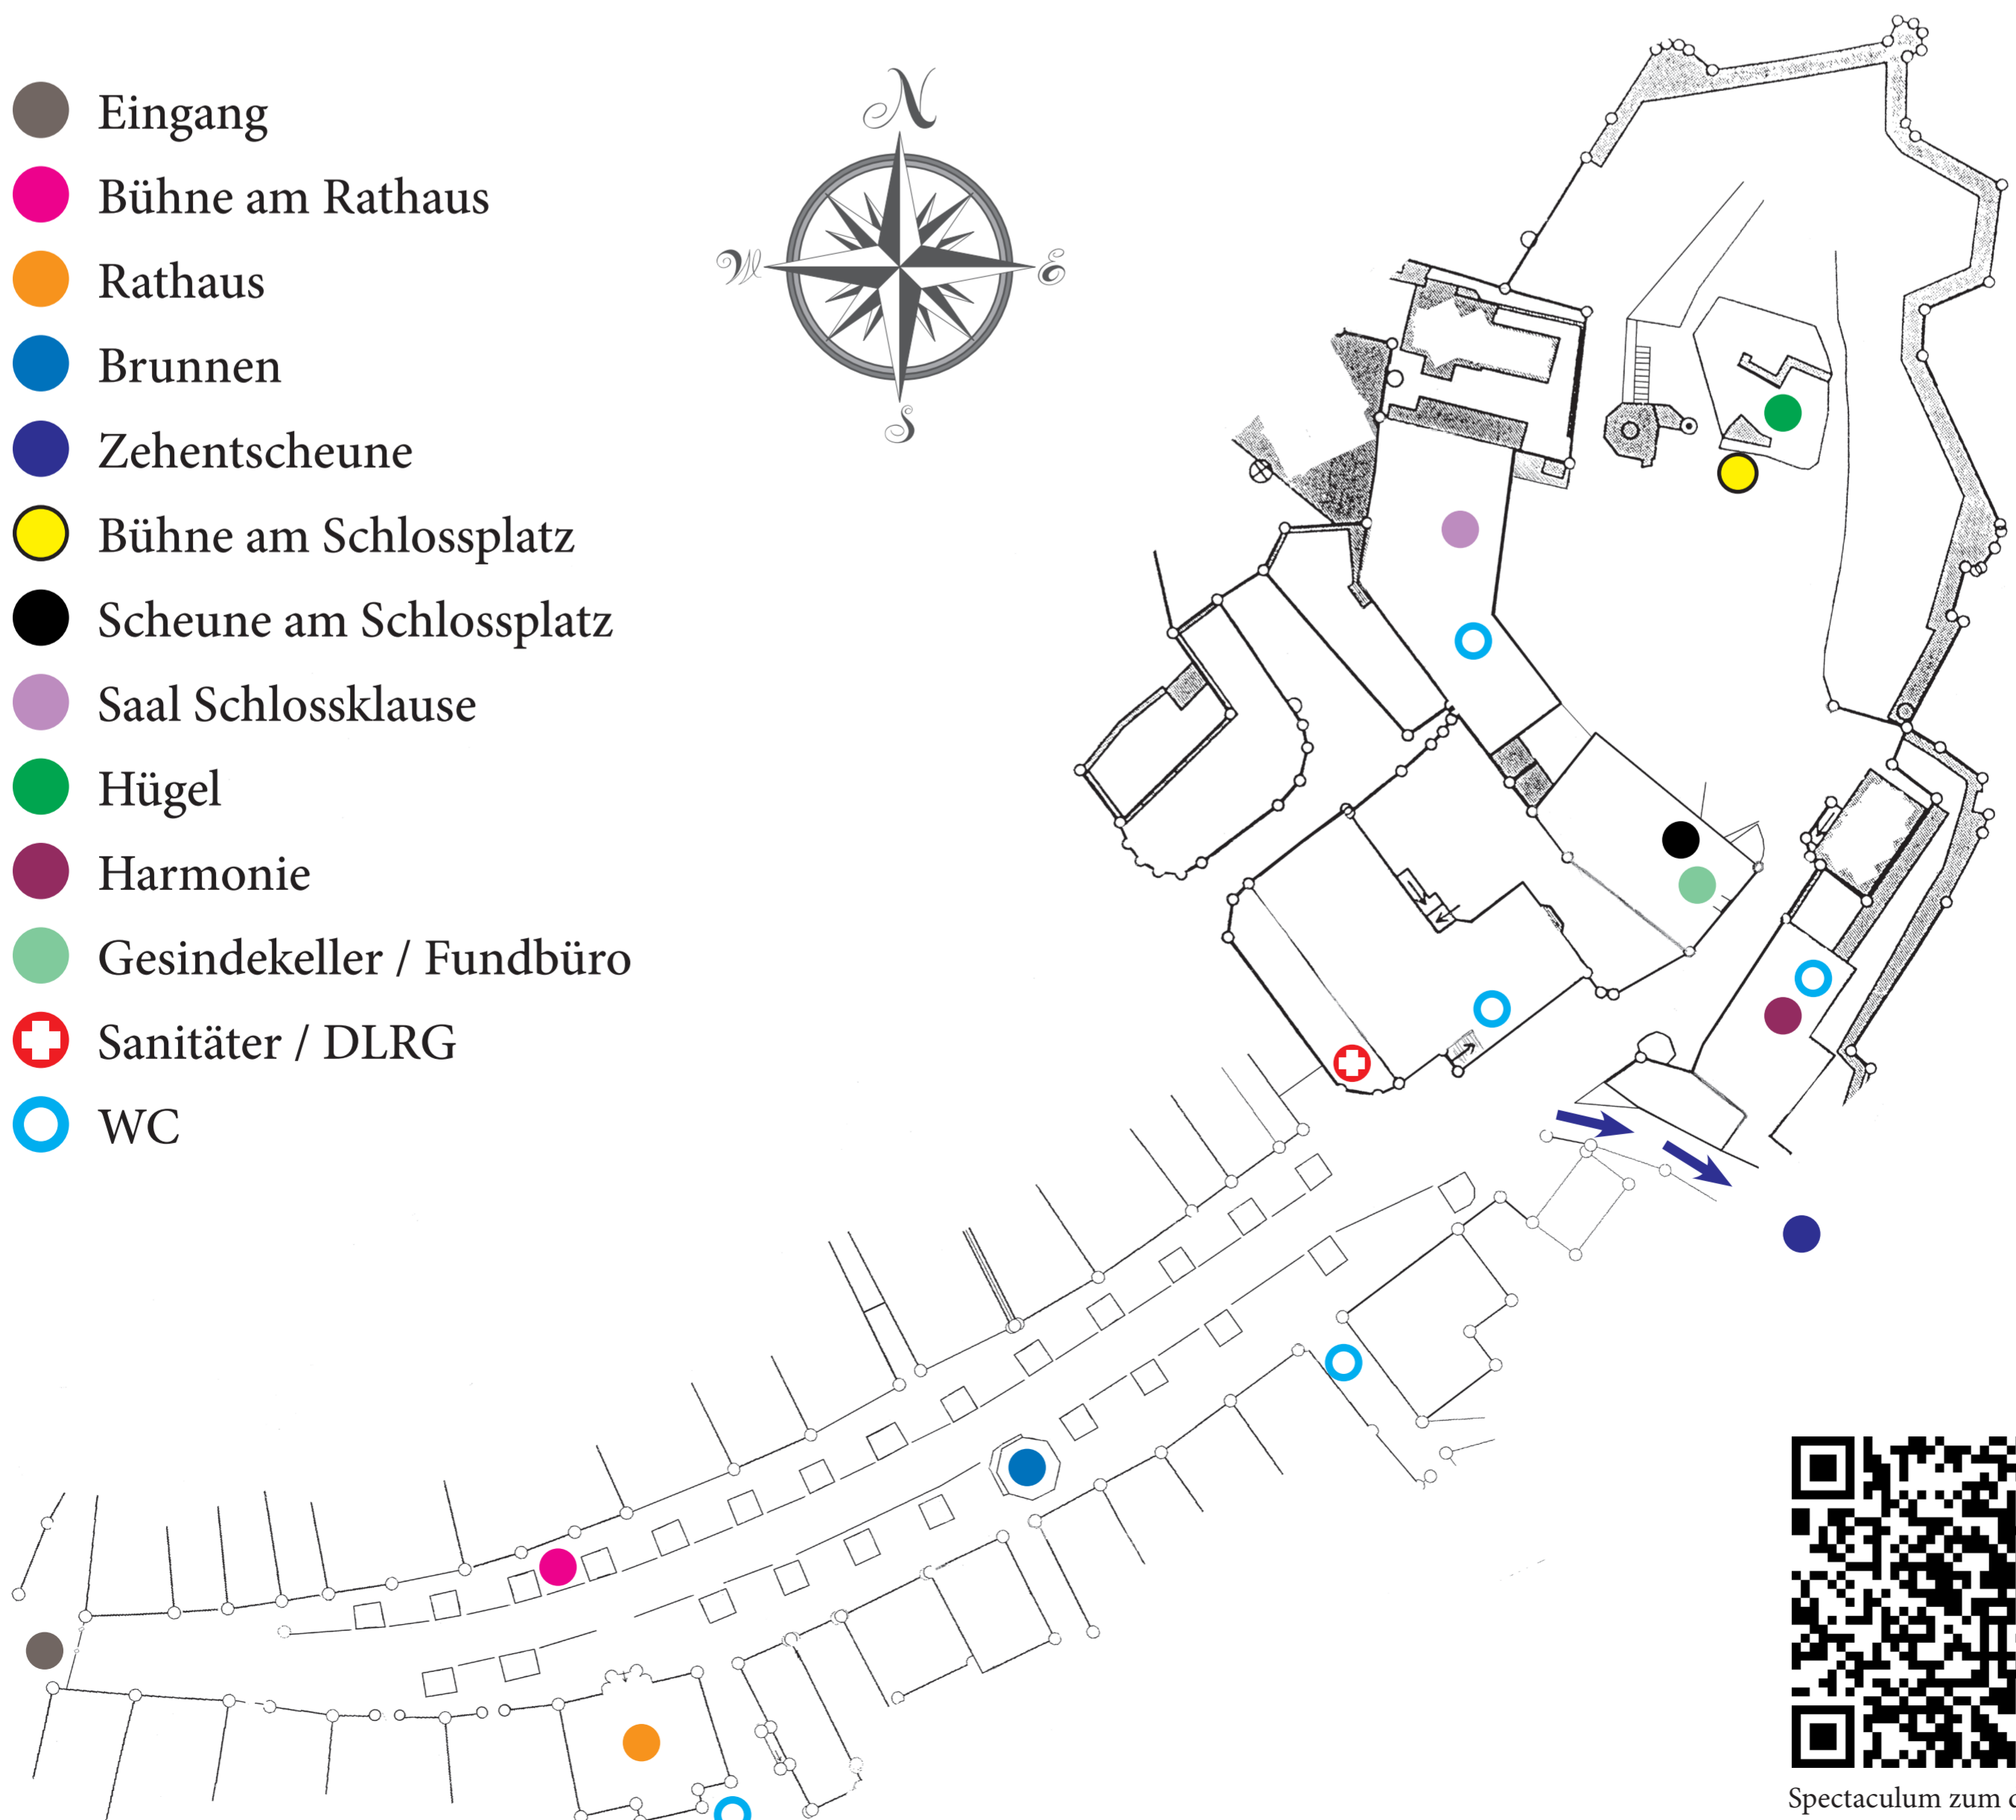 N
W
E
S
Eingang
Bühne am Rathaus
Rathaus
Brunnen
Zehentscheune
Bühne am Schlossplatz
Scheune am Schlossplatz
Saal Schlossklause
Hügel
Harmonie
Gesindekeller / Fundbüro
Sanitäter / DLRG
WC
Spectaculum zum